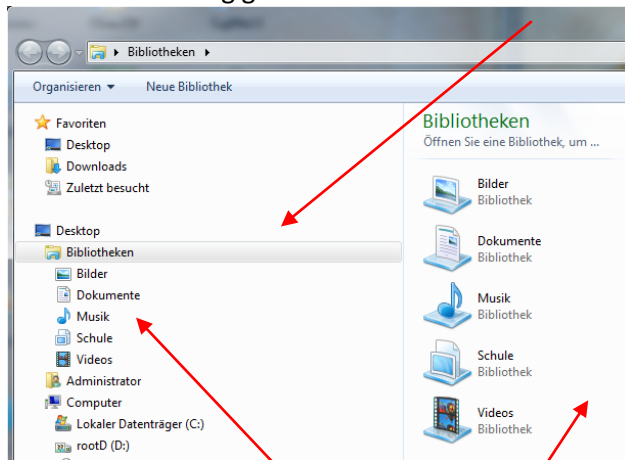 Bibliotheken
Organisieren Neue Bibliothek
Favoriten
Desktop
Downloads
Zuletzt besucht
Desktop
Bibliotheken
Bilder
Dokumente
Musik
Schule
Videos
Administrator
Computer
Lokaler Datenträger (C:)
rootD (D:)
Bibliotheken
Öffnen Sie eine Bibliothek, um ...
Bilder
Bibliothek
Dokumente
Bibliothek
Musik
Bibliothek
Schule
Bibliothek
Videos
Bibliothek